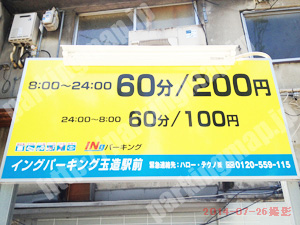 8:00～24:00 60分/200円
24:00～8:00 60分/100円
INgパーキング
イングパーキング玉造駅前 緊急連絡先:ハロー・テクノ㈱ 0120-559-115
2015-07-26撮影